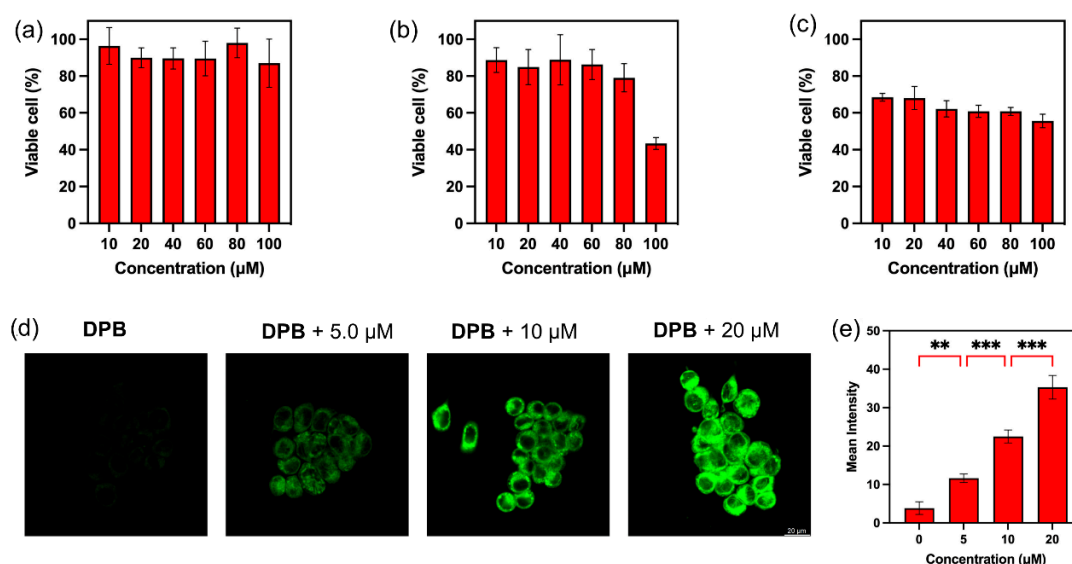 (a)
100
80
60
40
20
0
Viable cell (%)
10 20 40 60 80 100
Concentration (µM)
(b)
100
80
60
40
20
0
Viable cell (%)
10 20 40 60 80 100
Concentration (µM)
(c)
100
80
60
40
20
0
Viable cell (%)
10 20 40 60 80 100
Concentration (µM)
(d)
DPB
DPB + 5.0 µM
DPB + 10 µM
DPB + 20 µM
20 µm
(e)
50
40
30
20
10
0
Mean Intensity
** *** ***
0 5 10 20
Concentration (µM)